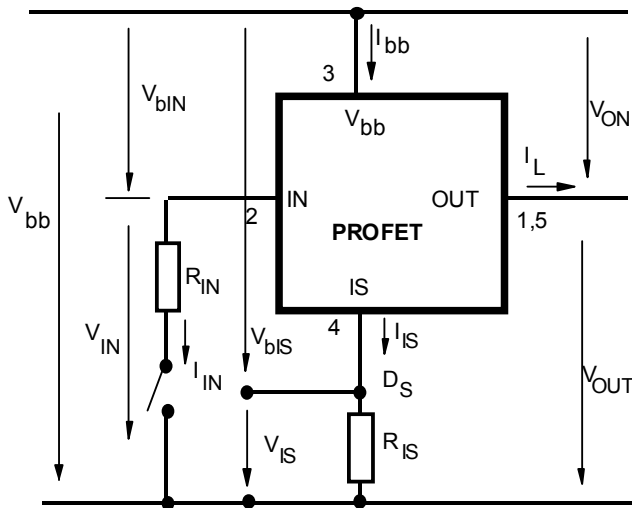 I bb
3
V bIN
V bb
V ON
I L
V bb
IN
OUT
2
1,5
PROFET
R IN
IS
4
I IS
V IN
V bIS
I IN
D S
V OUT
V IS
R IS